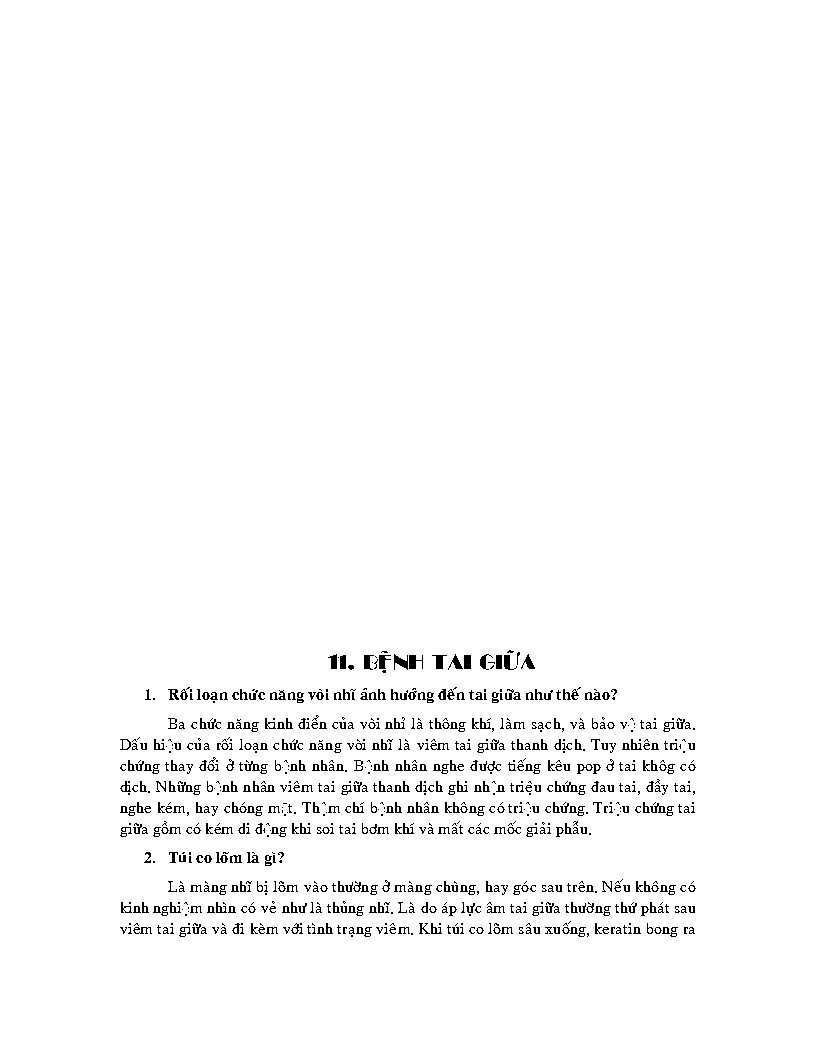 11. BỆNH TAI GIỮA
1. Rối loạn chức năng vòi nhĩ ảnh hưởng đến tai giữa như thế nào?
Ba chức năng kinh điển của vòi nhỉ là thông khí, làm sạch, và bảo vệ tai giữa.
Dấu hiệu của rối loạn chức năng vòi nhĩ là viêm tai giữa thanh dịch. Tuy nhiên triệu
chứng thay đổi ở từng bệnh nhân. Bệnh nhân nghe được tiếng kêu pop ở tai khôg có
dịch. Những bệnh nhân viêm tai giữa thanh dịch ghi nhận triệu chứng đau tai, đầy tai,
nghe kém, hay chóng mặt. Thậm chí bệnh nhân không có triệu chứng. Triệu chứng tai
giữa gồm có kém di động khi soi tai bơm khí và mất các mốc giải phẫu.
2. Túi co lõm là gì?
Là màng nhĩ bị lõm vào thường ở màng chùng, hay góc sau trên. Nếu không có
kinh nghiệm nhìn có vẻ như là thủng nhĩ. Là do áp lực âm tai giữa thường thứ phát sau
viêm tai giữa và đi kèm với tình trạng viêm. Khi túi co lõm sâu xuống, keratin bong ra